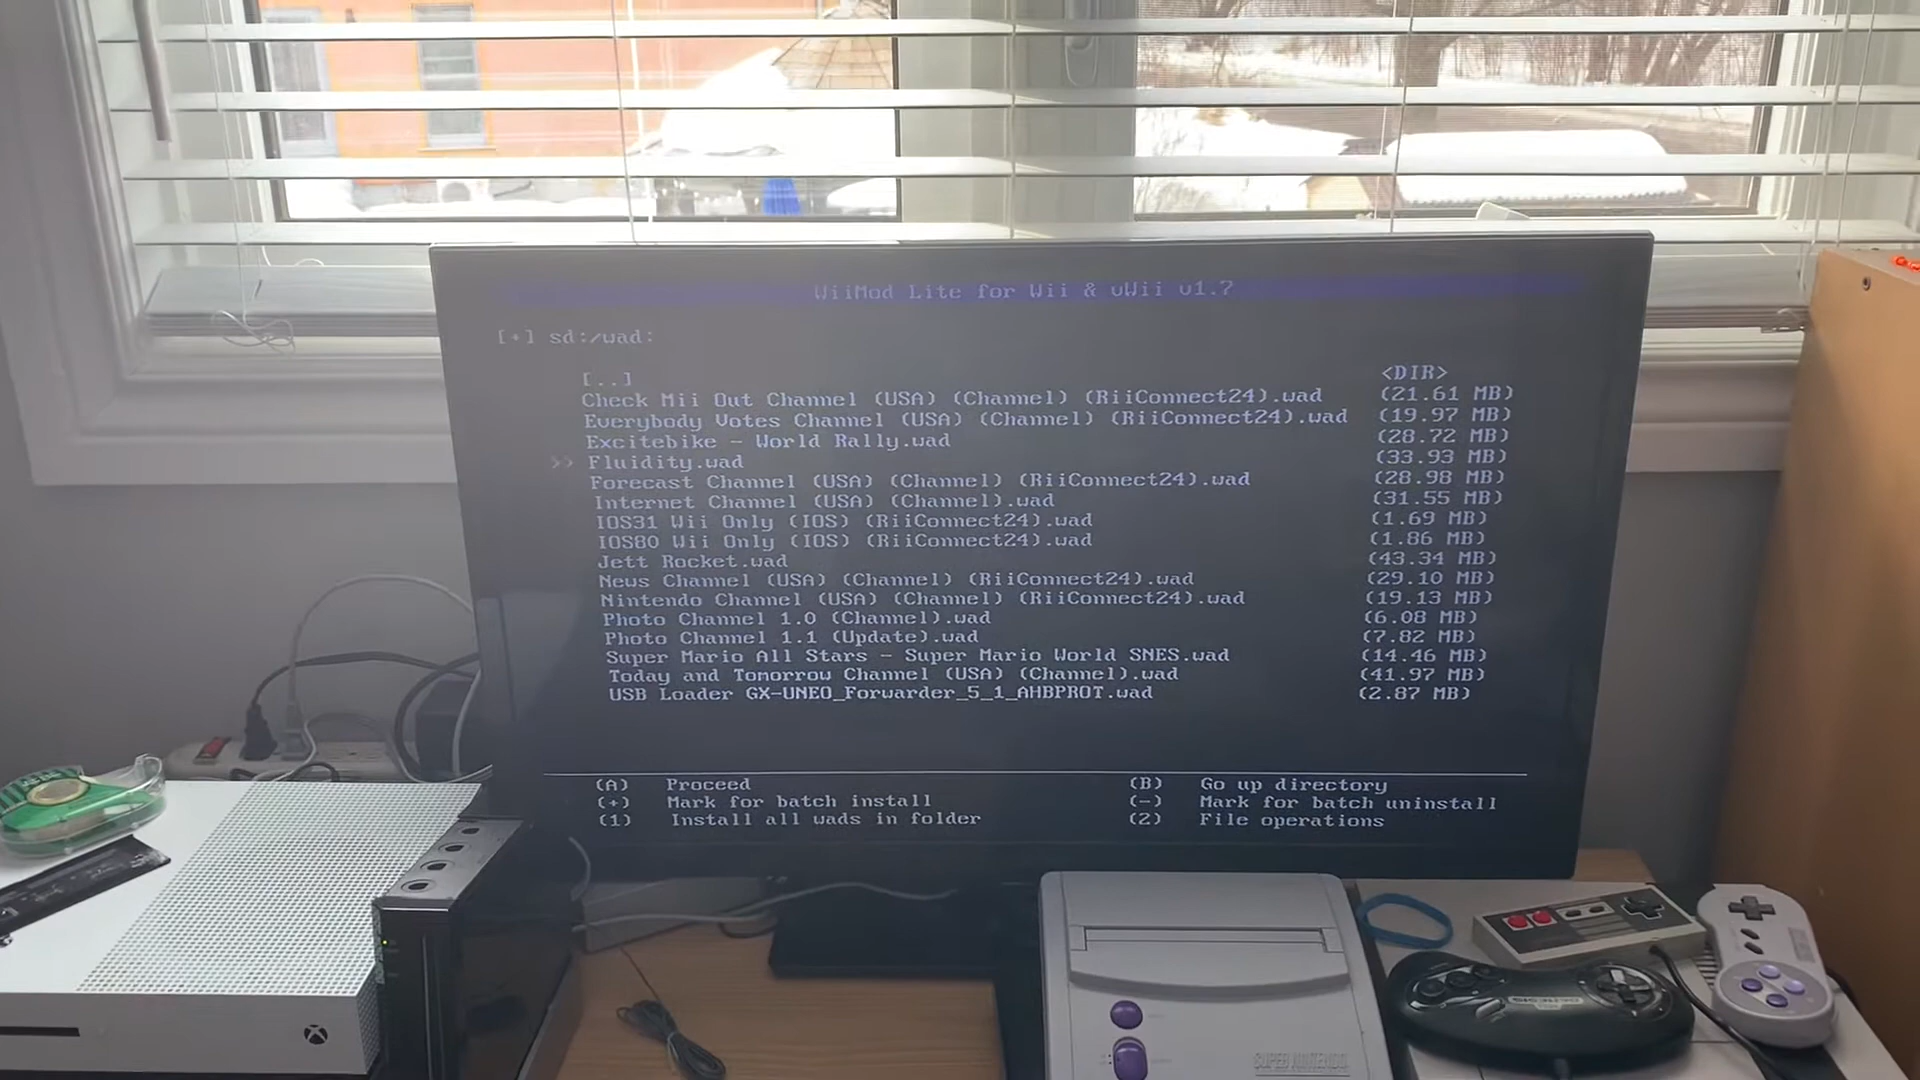 WiiMod Lite for Wii & vWii v1.7
[+] sd:/wad:
[..] <DIR>
Check Mii Out Channel (USA) (Channel) (RiiConnect24).wad (21.61 MB)
Everybody Votes Channel (USA) (Channel) (RiiConnect24).wad (19.97 MB)
Excitebike - World Rally.wad (28.72 MB)
>> Fluidity.wad (33.93 MB)
Forecast Channel (USA) (Channel) (RiiConnect24).wad (28.98 MB)
Internet Channel (USA) (Channel).wad (31.55 MB)
IOS31 Wii Only (IOS) (RiiConnect24).wad (1.69 MB)
IOS80 Wii Only (IOS) (RiiConnect24).wad (1.86 MB)
Jett Rocket.wad (43.34 MB)
News Channel (USA) (Channel) (RiiConnect24).wad (29.10 MB)
Nintendo Channel (USA) (Channel) (RiiConnect24).wad (19.13 MB)
Photo Channel 1.0 (Channel).wad (6.08 MB)
Photo Channel 1.1 (Update).wad (7.82 MB)
Super Mario All Stars - Super Mario World SNES.wad (14.46 MB)
Today and Tomorrow Channel (USA) (Channel).wad (41.97 MB)
USB Loader GX-UNEO_Forwarder_5_1_AHBPROT.wad (2.87 MB)
(A) Proceed (B) Go up directory
(+) Mark for batch install (-) Mark for batch uninstall
(1) Install all wads in folder (2) File operations
SUPER NINTENDO
GENESIS